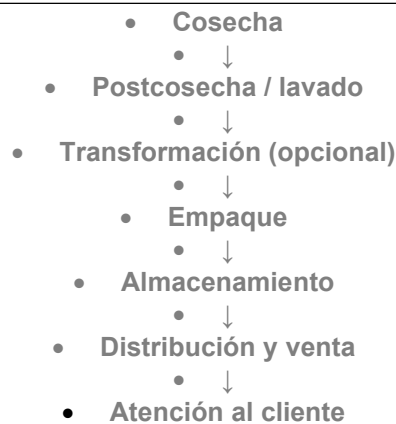 • Cosecha
• ↓
• Postcosecha / lavado
• ↓
• Transformación (opcional)
• ↓
• Empaque
• ↓
• Almacenamiento
• ↓
• Distribución y venta
• ↓
• Atención al cliente